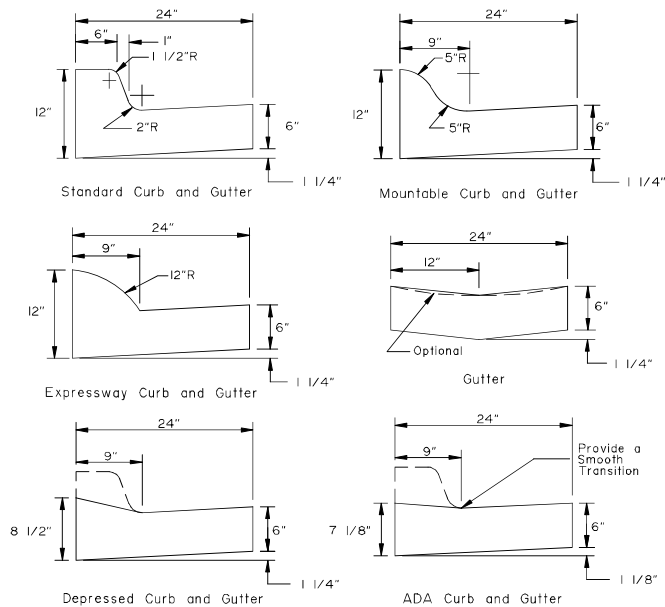 24"
6"
1"
1 1/2"R
12"
2"R
6"
1 1/4"
Standard Curb and Gutter
24"
9"
5"R
12"
5"R
6"
1 1/4"
Mountable Curb and Gutter
24"
9"
12"R
12"
6"
1 1/4"
Expressway Curb and Gutter
24"
12"
6"
Optional
1 1/4"
Gutter
24"
9"
8 1/2"
6"
1 1/4"
Depressed Curb and Gutter
24"
9"
Provide a
Smooth
Transition
7 1/8"
6"
1 1/8"
ADA Curb and Gutter